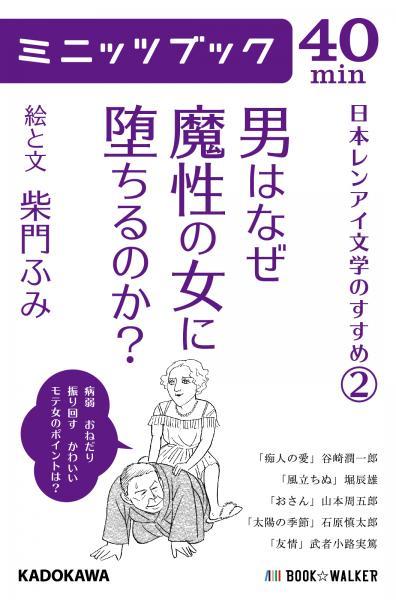 ミニッツブック
40
min
日本レンアイ文学のすすめ②
男はなぜ
魔性の女に
堕ちるのか?
絵と文 柴門ふみ
病弱 おねだり
振り回す かわいい
モテ女のポイントは?
「痴人の愛」谷崎潤一郎
「風立ちぬ」堀辰雄
「おさん」山本周五郎
「太陽の季節」石原慎太郎
「友情」武者小路実篤
KADOKAWA
BOOK☆WALKER